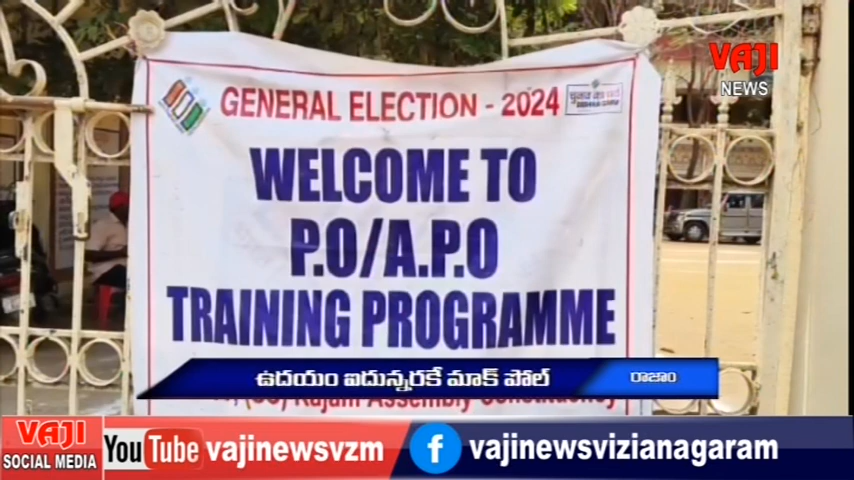 VAJI
NEWS
GENERAL ELECTION - 2024
WELCOME TO
P.O/A.P.O
TRAINING PROGRAMME
(SC) Rajam Assembly Constituency
ఉదయం ఐదున్నరకే మాక్ పోల్
రాజాం
VAJI
SOCIAL MEDIA
YouTube vajinewsvzm
f vajinewsvizianagaram